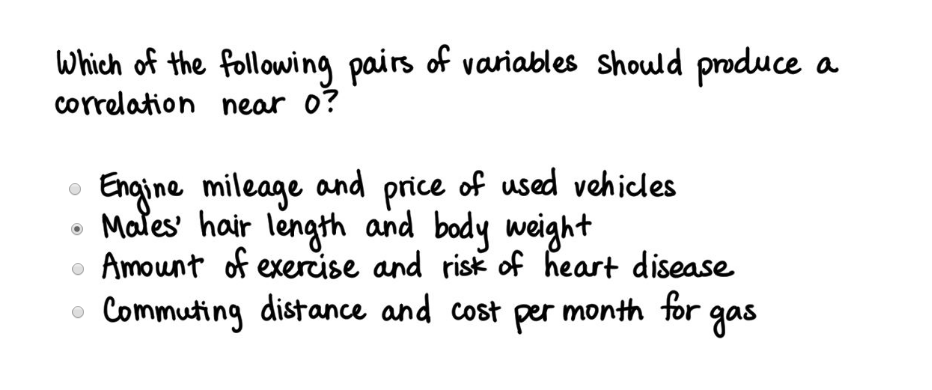 Which of the following pairs of variables should produce a
correlation near 0?
Engine mileage and price of used vehicles
Males' hair length and body weight
Amount of exercise and risk of heart disease
Commuting distance and cost per month for gas